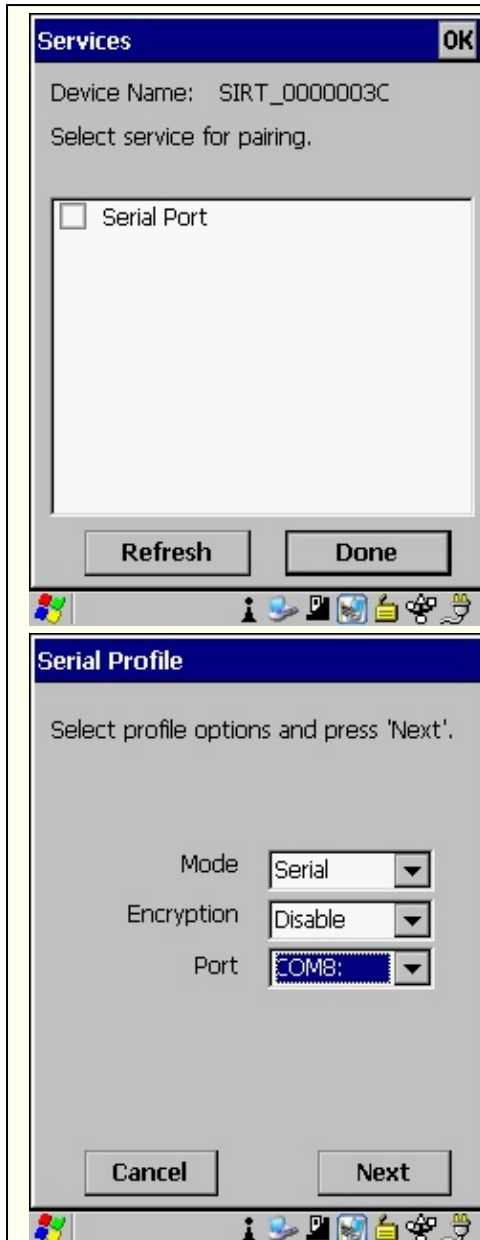 Services
OK
Device Name: SIRT_0000003C
Select service for pairing.
Serial Port
Refresh
Done
Serial Profile
Select profile options and press 'Next'.
Mode
Serial
Encryption
Disable
Port
COM8:
Cancel
Next